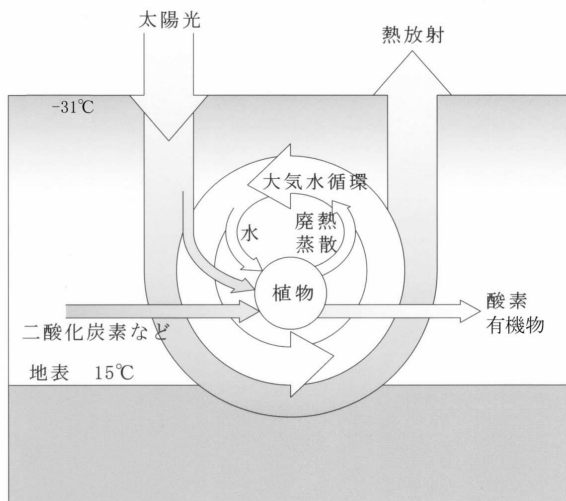 太陽光
熱放射
-31℃
大気水循環
水
廃熱
蒸散
植物
二酸化炭素など
酸素
有機物
地表 15℃